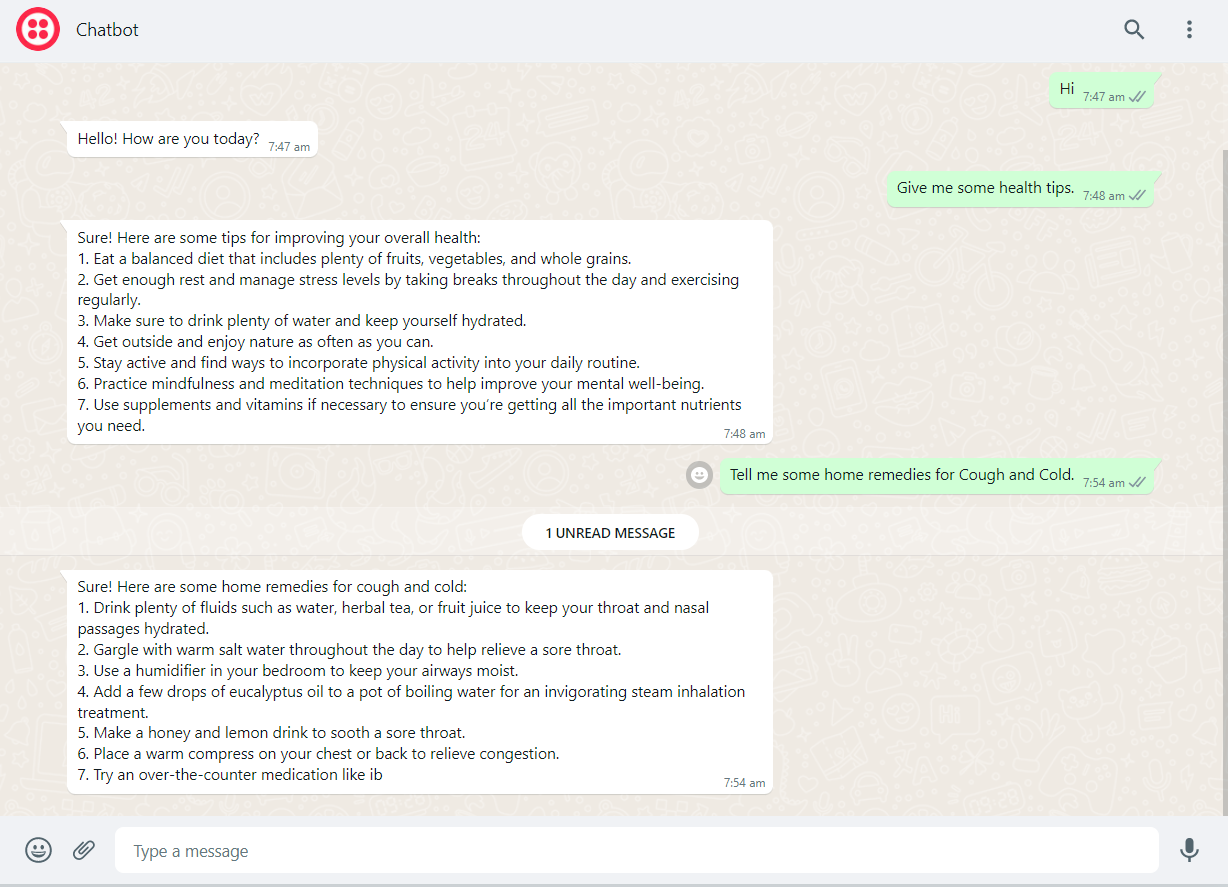 Chatbot
Hi
7:47 am
Hello! How are you today?
7:47 am
Give me some health tips.
7:48 am
Sure! Here are some tips for improving your overall health:
1. Eat a balanced diet that includes plenty of fruits, vegetables, and whole grains.
2. Get enough rest and manage stress levels by taking breaks throughout the day and exercising
regularly.
3. Make sure to drink plenty of water and keep yourself hydrated.
4. Get outside and enjoy nature as often as you can.
5. Stay active and find ways to incorporate physical activity into your daily routine.
6. Practice mindfulness and meditation techniques to help improve your mental well-being.
7. Use supplements and vitamins if necessary to ensure you're getting all the important nutrients
you need.
7:48 am
Tell me some home remedies for Cough and Cold.
7:54 am
1 UNREAD MESSAGE
Sure! Here are some home remedies for cough and cold:
1. Drink plenty of fluids such as water, herbal tea, or fruit juice to keep your throat and nasal
passages hydrated.
2. Gargle with warm salt water throughout the day to help relieve a sore throat.
3. Use a humidifier in your bedroom to keep your airways moist.
4. Add a few drops of eucalyptus oil to a pot of boiling water for an invigorating steam inhalation
treatment.
5. Make a honey and lemon drink to sooth a sore throat.
6. Place a warm compress on your chest or back to relieve congestion.
7. Try an over-the-counter medication like ib
7:54 am
Type a message